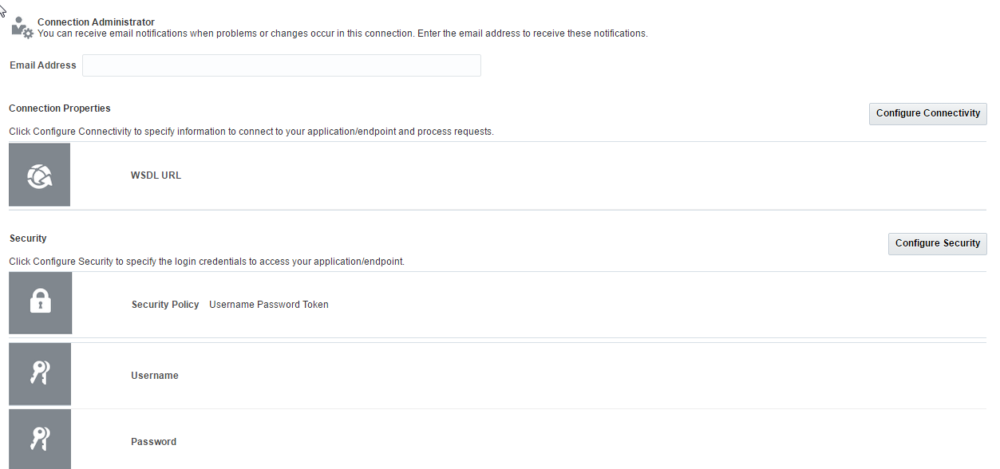 Connection Administrator
You can receive email notifications when problems or changes occur in this connection. Enter the email address to receive these notifications.
Email Address
Connection Properties
Configure Connectivity
Click Configure Connectivity to specify information to connect to your application/endpoint and process requests.
WSDL URL
Security
Configure Security
Click Configure Security to specify the login credentials to access your application/endpoint.
Security Policy Username Password Token
Username
Password